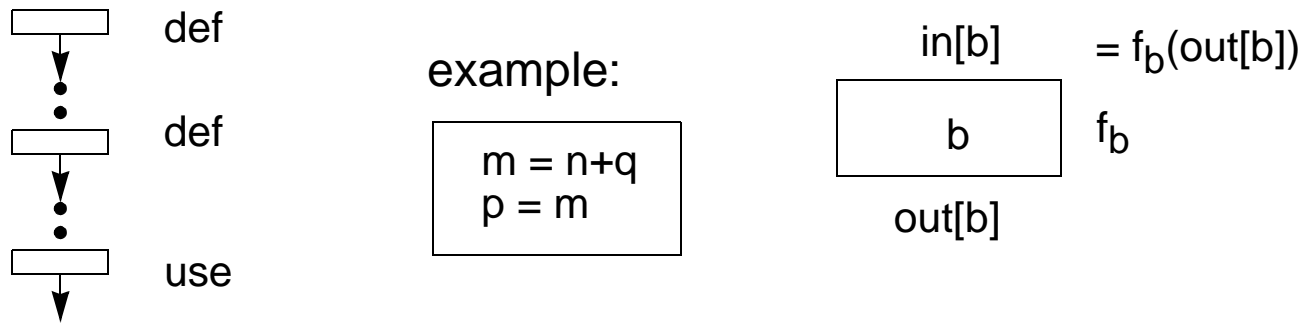 def
def
use
example:
m = n+q
p = m
in[b] = fb(out[b])
b fb
out[b]